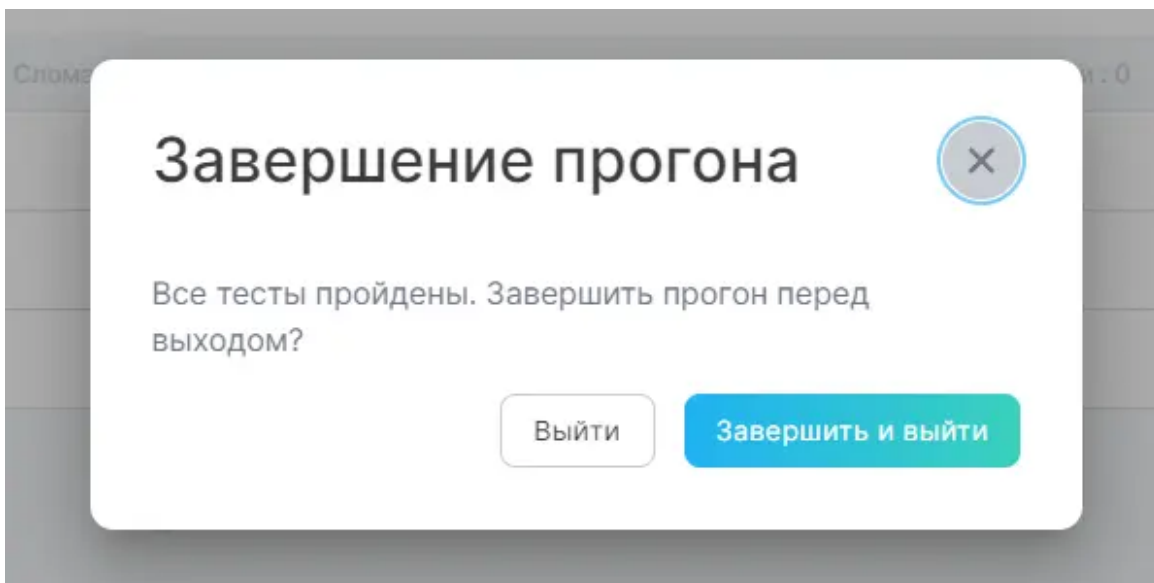 Завершение прогона
Все тесты пройдены. Завершить прогон перед
выходом?
Выйти
Завершить и выйти